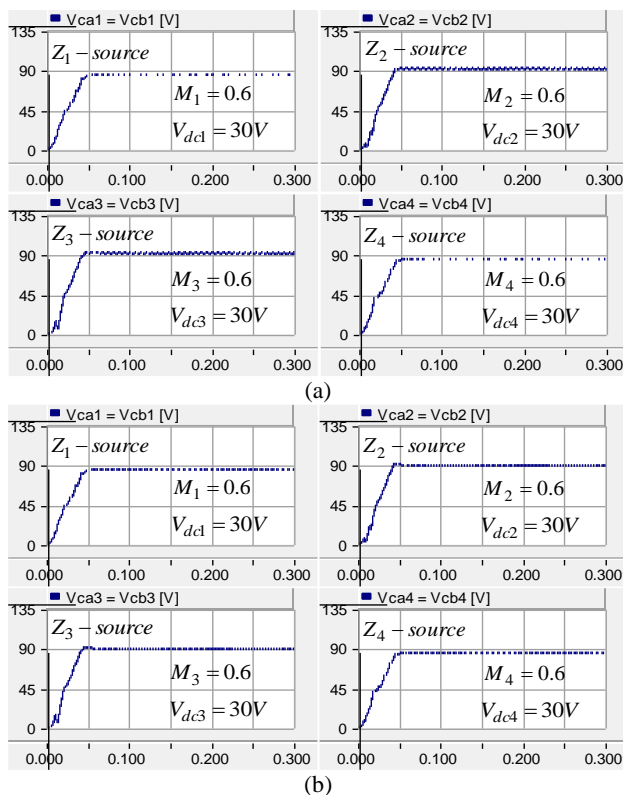 Vca1 = Vcb1 [V]
135
90
45
0
Z1 – source
M1 = 0.6
Vdc1 = 30V
0.000 0.100 0.200 0.300
Vca2 = Vcb2 [V]
135
90
45
0
Z2 – source
M2 = 0.6
Vdc2 = 30V
0.000 0.100 0.200 0.300
Vca3 = Vcb3 [V]
135
90
45
0
Z3 – source
M3 = 0.6
Vdc3 = 30V
0.000 0.100 0.200 0.300
Vca4 = Vcb4 [V]
135
90
45
0
Z4 – source
M4 = 0.6
Vdc4 = 30V
0.000 0.100 0.200 0.300
(a)
Vca1 = Vcb1 [V]
135
90
45
0
Z1 – source
M1 = 0.6
Vdc1 = 30V
0.000 0.100 0.200 0.300
Vca2 = Vcb2 [V]
135
90
45
0
Z2 – source
M2 = 0.6
Vdc2 = 30V
0.000 0.100 0.200 0.300
Vca3 = Vcb3 [V]
135
90
45
0
Z3 – source
M3 = 0.6
Vdc3 = 30V
0.000 0.100 0.200 0.300
Vca4 = Vcb4 [V]
135
90
45
0
Z4 – source
M4 = 0.6
Vdc4 = 30V
0.000 0.100 0.200 0.300
(b)